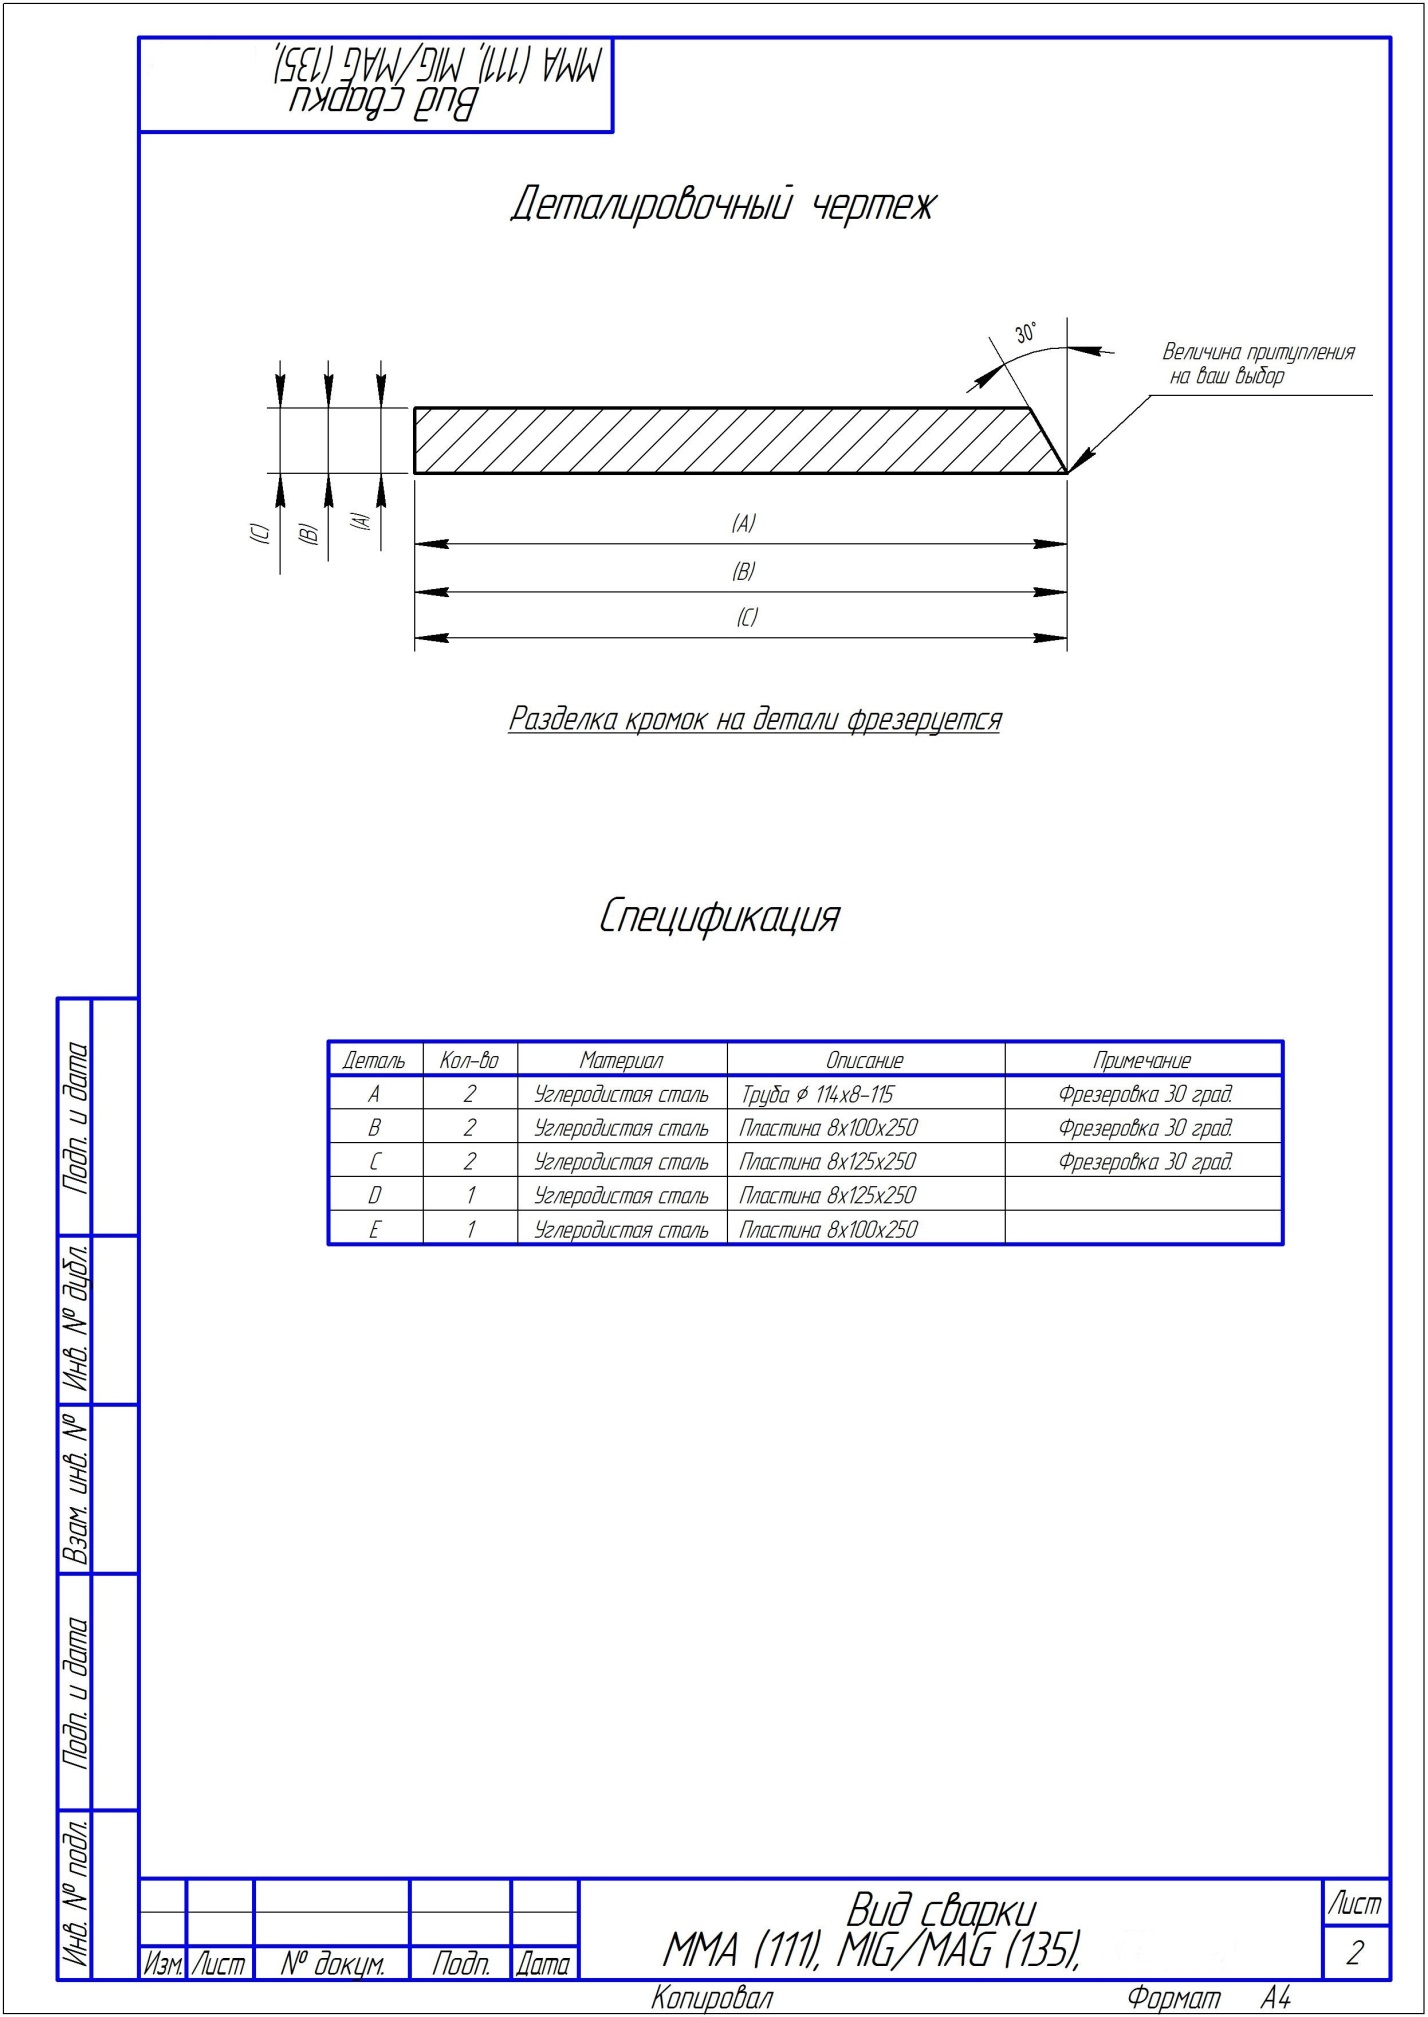 Вид сварки
ММА (111), MIG/MAG (135),
Деталировочный чертеж
30°
Величина притупления
на ваш выбор
(C)
(B)
(A)
(A)
(B)
(C)
Разделка кромок на детали фрезеруется
Спецификация
Деталь Кол-во Материал Описание Примечание
A 2 Углеродистая сталь Труба ϕ 114х8-115 Фрезеровка 30 град.
B 2 Углеродистая сталь Пластина 8х100х250 Фрезеровка 30 град.
C 2 Углеродистая сталь Пластина 8х125х250 Фрезеровка 30 град.
D 1 Углеродистая сталь Пластина 8х125х250
E 1 Углеродистая сталь Пластина 8х100х250
Подп. и дата
Инв. № дубл.
Взам. инв. №
Подп. и дата
Инв. № подл.
Изм. Лист № докум. Подп. Дата
Вид сварки
ММА (111), MIG/MAG (135),
Лист
2
Копировал
Формат А4